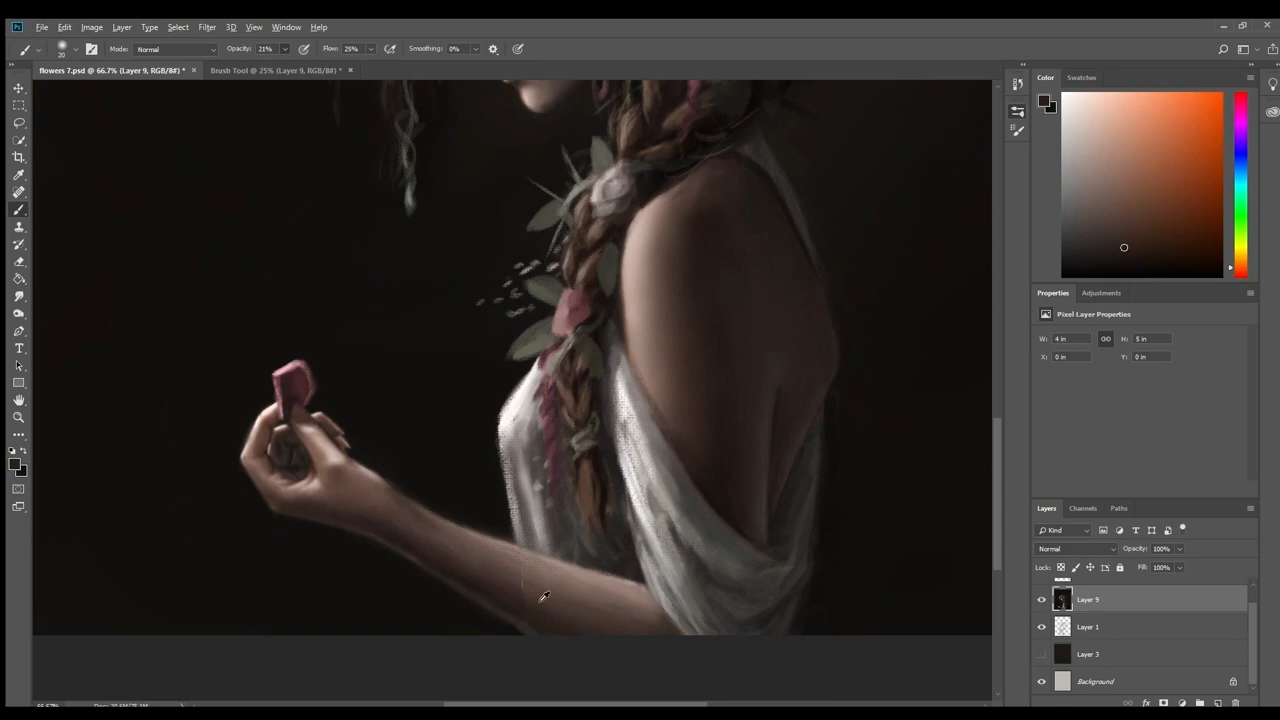 Ps File Edit Image Layer Type Select Filter 3D View Window Help
20 Mode: Normal Opacity: 21% Flow: 25% Smoothing: 0%
flowers 7.psd @ 66.7% (Layer 9, RGB/8#) * × Brush Tool @ 25% (Layer 9, RGB/8#) * ×
Color Swatches
Properties Adjustments
Pixel Layer Properties
W: 4 in H: 5 in
X: 0 in Y: 0 in
Layers Channels Paths
Kind
Normal Opacity: 100%
Lock: Fill: 100%
Layer 9
Layer 1
Layer 3
Background
fx